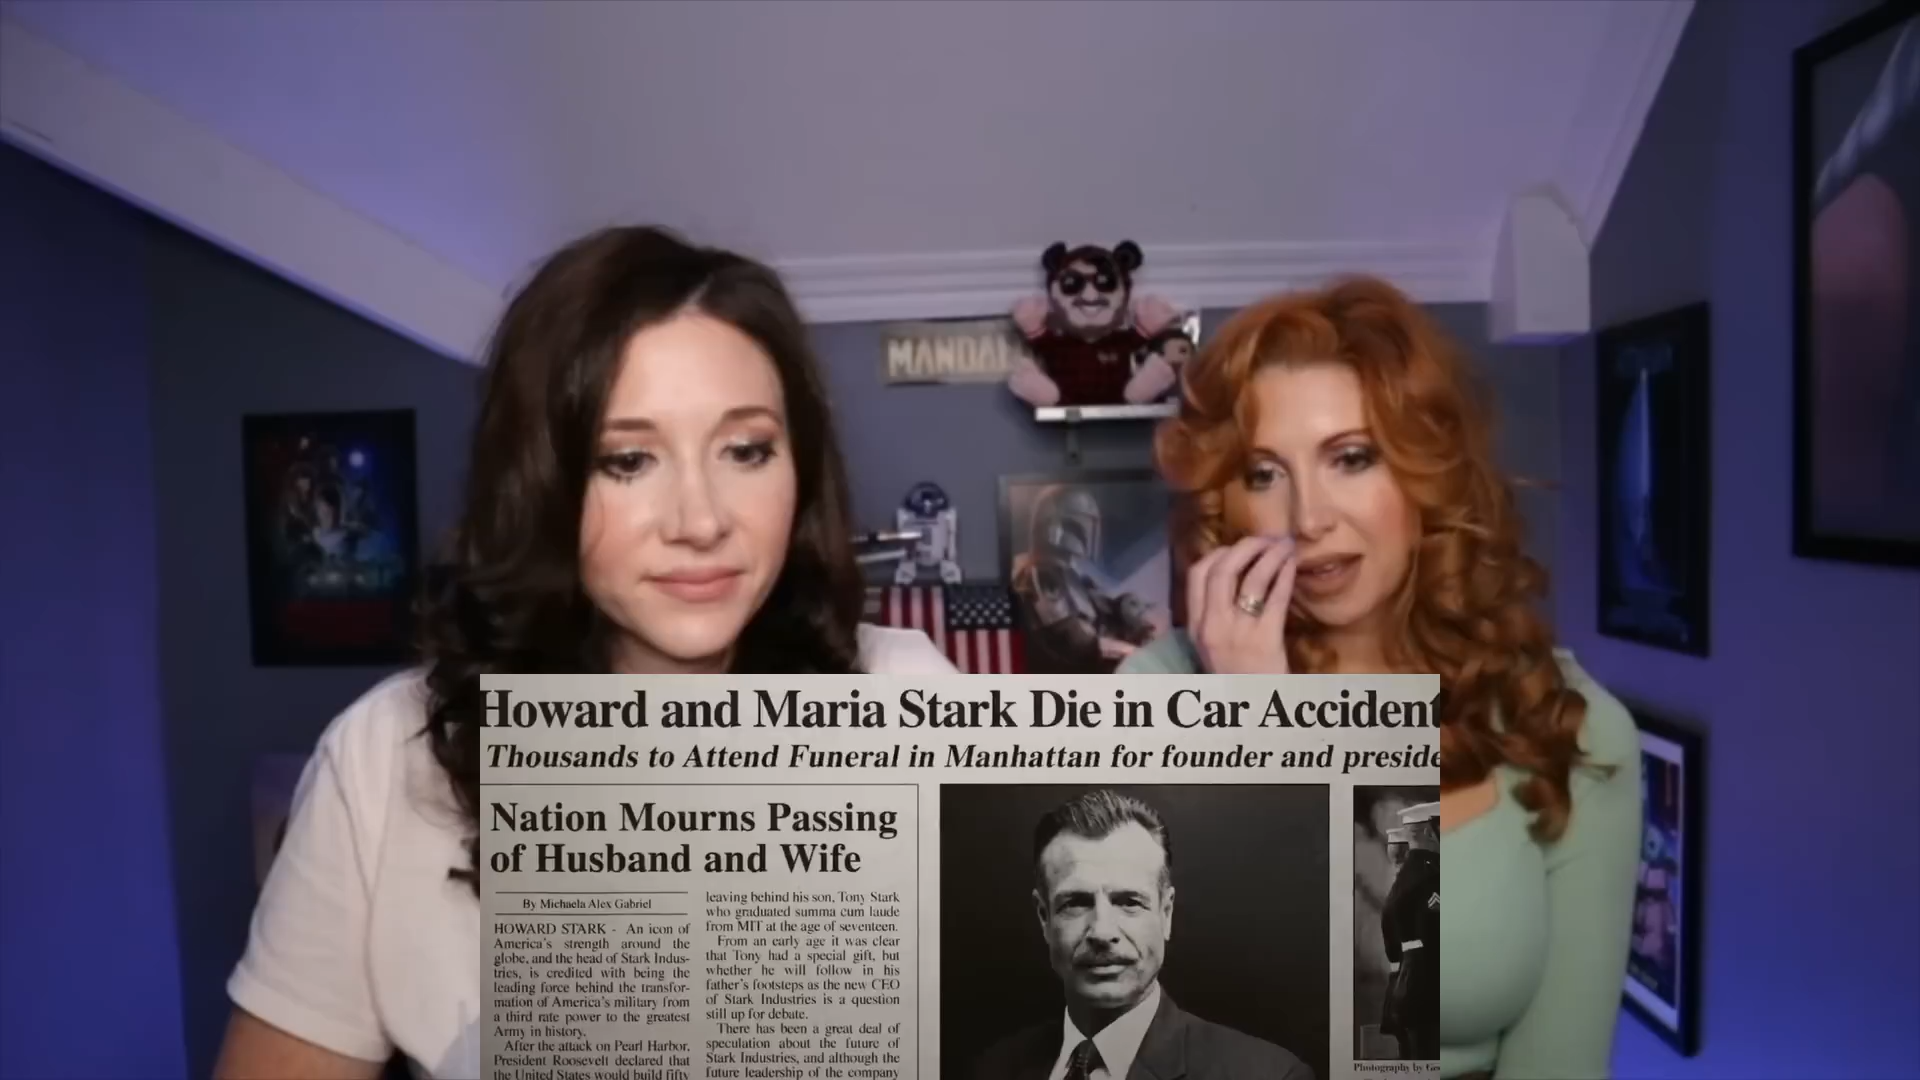 MANDAL
Howard and Maria Stark Die in Car Accident
Thousands to Attend Funeral in Manhattan for founder and preside
Nation Mourns Passing
of Husband and Wife
By Michaela Alex Gabriel
HOWARD STARK - An icon of
America's strength around the
globe, and the head of Stark Indus-
tries, is credited with being the
leading force behind the transfor-
mation of America's military from
a third rate power to the greatest
Army in history.
After the attack on Pearl Harbor,
President Roosevelt declared that
the United States would build fifty
leaving behind his son, Tony Stark
who graduated summa cum laude
from MIT at the age of seventeen.
From an early age it was clear
that Tony had a special gift, but
whether he will follow in his
father's footsteps as the new CEO
of Stark Industries is a question
still up for debate.
There has been a great deal of
speculation about the future of
Stark Industries, and although the
future leadership of the company
Photography by Ge